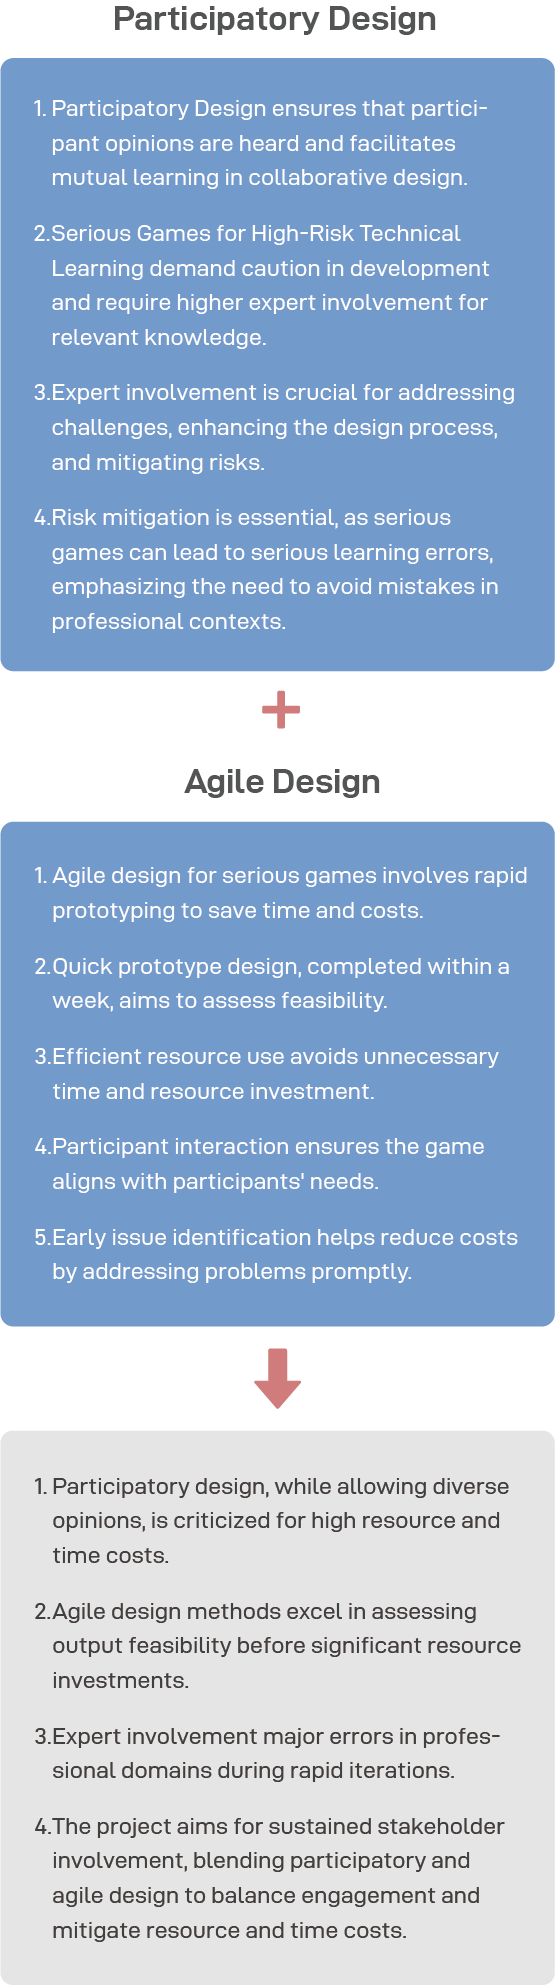 Participatory Design
1. Participatory Design ensures that partici-
pant opinions are heard and facilitates
mutual learning in collaborative design.
2.Serious Games for High-Risk Technical
Learning demand caution in development
and require higher expert involvement for
relevant knowledge.
3.Expert involvement is crucial for addressing
challenges, enhancing the design process,
and mitigating risks.
4.Risk mitigation is essential, as serious
games can lead to serious learning errors,
emphasizing the need to avoid mistakes in
professional contexts.
+
Agile Design
1. Agile design for serious games involves rapid
prototyping to save time and costs.
2.Quick prototype design, completed within a
week, aims to assess feasibility.
3.Efficient resource use avoids unnecessary
time and resource investment.
4.Participant interaction ensures the game
aligns with participants' needs.
5.Early issue identification helps reduce costs
by addressing problems promptly.
1. Participatory design, while allowing diverse
opinions, is criticized for high resource and
time costs.
2.Agile design methods excel in assessing
output feasibility before significant resource
investments.
3.Expert involvement major errors in profes-
sional domains during rapid iterations.
4.The project aims for sustained stakeholder
involvement, blending participatory and
agile design to balance engagement and
mitigate resource and time costs.